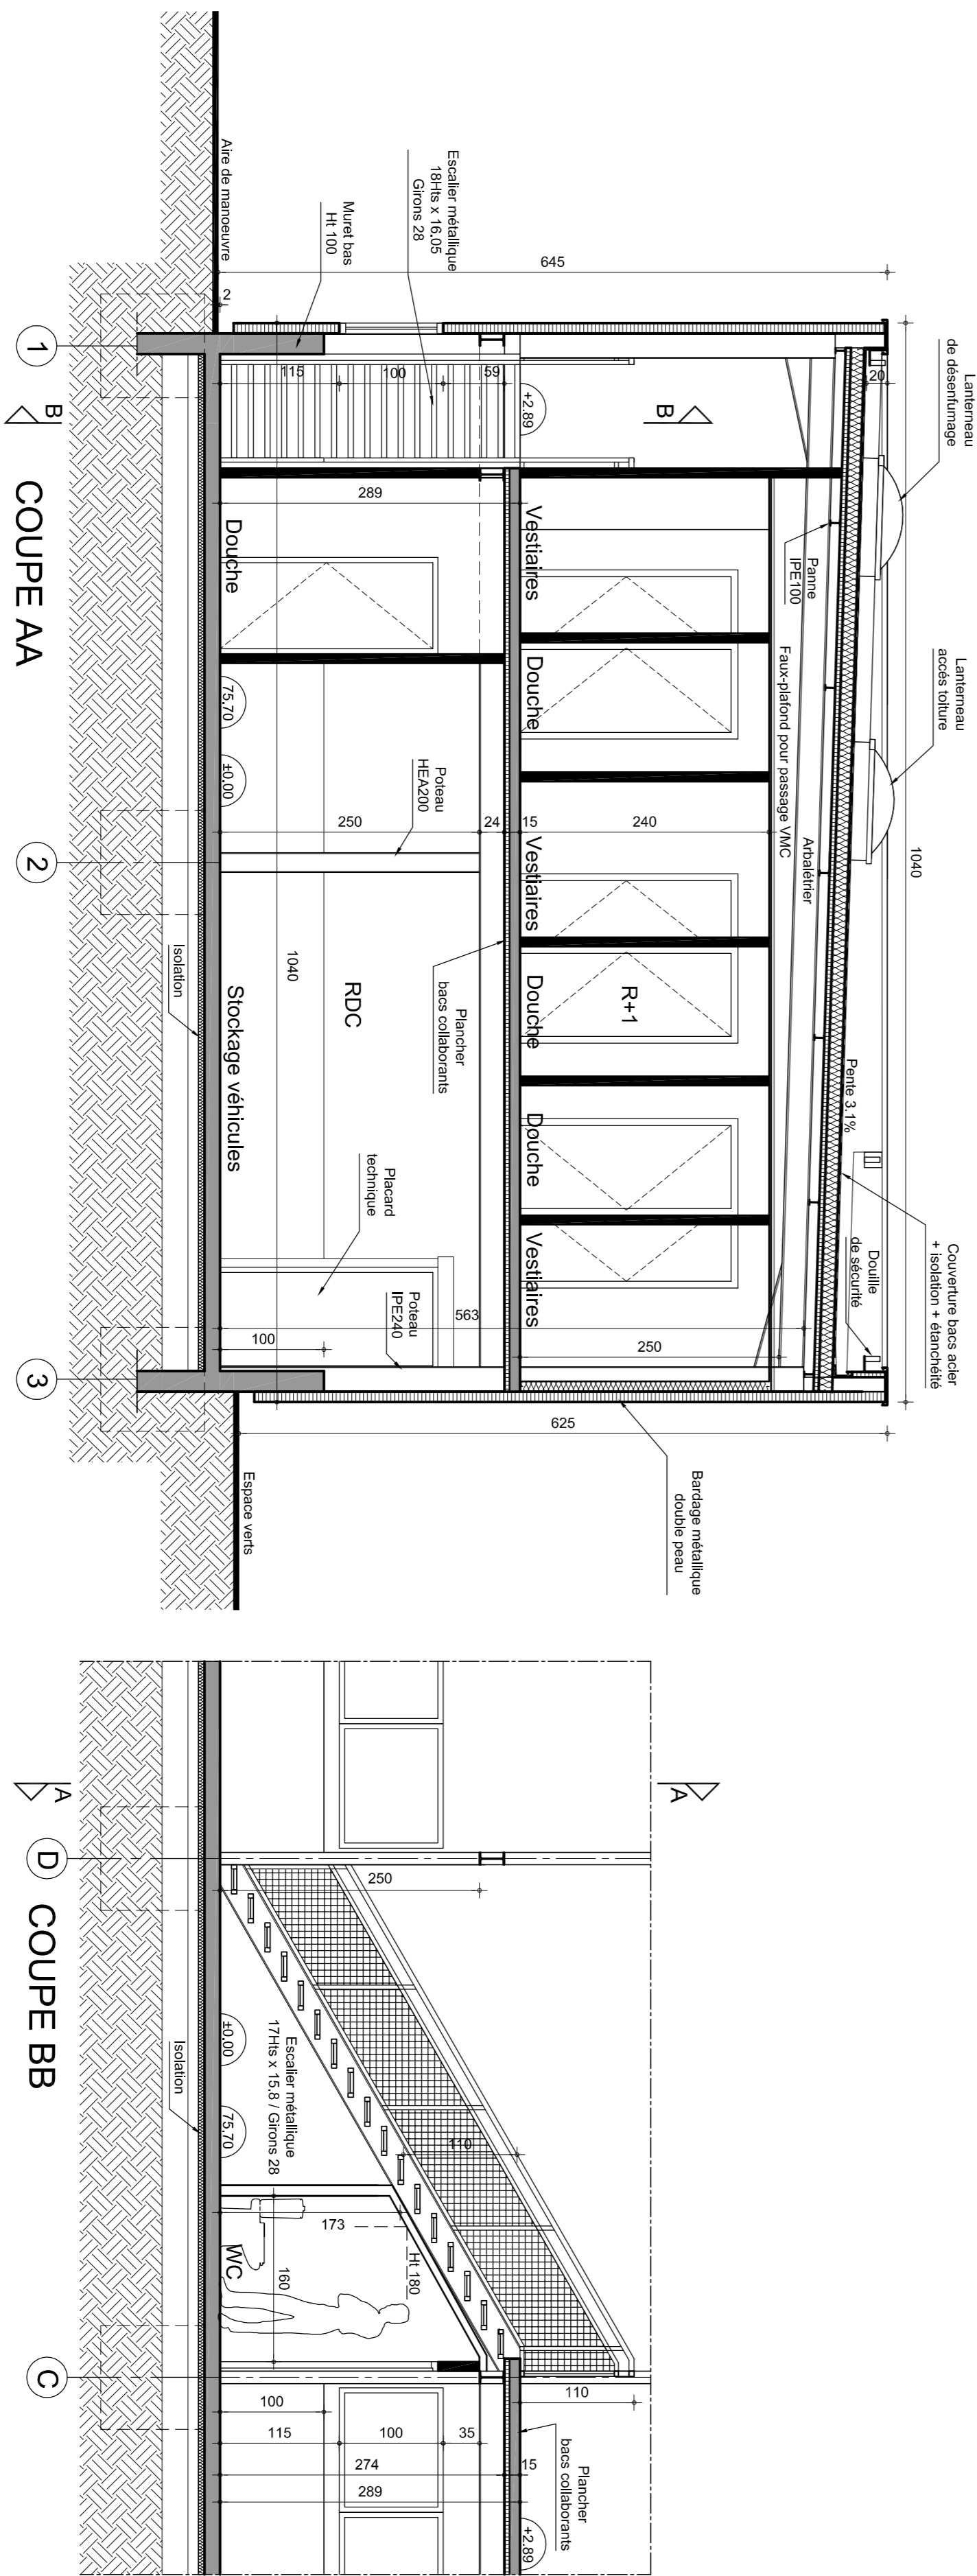 Lanterneau
de désenfumage
Lanterneau
accés toiture
1040
Couverture bacs acier
+ isolation + étanchéité
Douille
de sécurité
Pente 3.1%
20
645
625
Bardage métallique
double peau
Panne
IPE100
Faux-plafond pour passage VMC
Arbalétrier
B
240
R+1
250
Vestiaires
Douche
Vestiaires
Douche
Douche
Vestiaires
+2.89
15
24
59
Escalier métallique
18Hts x 16.05
Girons 28
Muret bas
Ht 100
115
100
289
250
Poteau
HEA200
Plancher
bacs collaborants
RDC
1040
Placard
technique
Poteau
IPE240
563
100
Douche
75.70
±0.00
Stockage véhicules
2
Aire de manoeuvre
Espace verts
Isolation
1
2
3
B
COUPE AA
A
250
110
110
Escalier métallique
17Hts x 15.8 / Girons 28
±0.00
75.70
173
Ht 180
160
WC
100
115
100
35
274
15
289
Plancher
bacs collaborants
+2.89
Isolation
A
D
C
COUPE BB